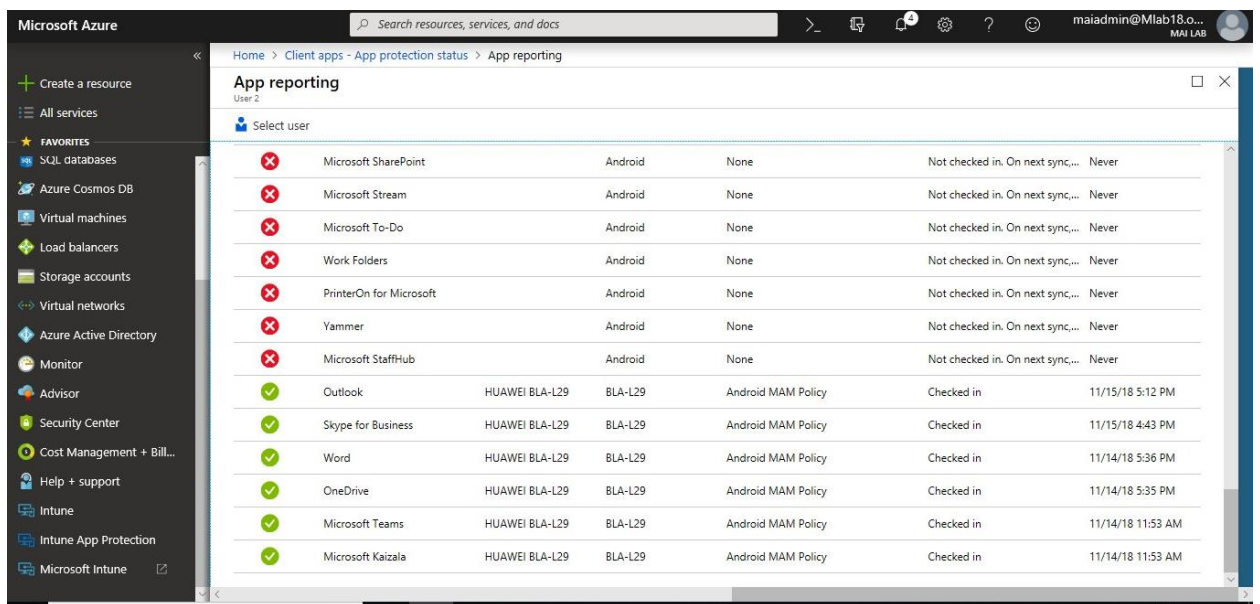 Microsoft Azure
Search resources, services, and docs
4
maiadmin@Mlab18.o...
MAI LAB
Home > Client apps - App protection status > App reporting
App reporting
User 2
Select user
Create a resource
All services
FAVORITES
SQL databases
Azure Cosmos DB
Virtual machines
Load balancers
Storage accounts
Virtual networks
Azure Active Directory
Monitor
Advisor
Security Center
Cost Management + Bill...
Help + support
Intune
Intune App Protection
Microsoft Intune
Microsoft SharePoint Android None Not checked in. On next sync,... Never
Microsoft Stream Android None Not checked in. On next sync,... Never
Microsoft To-Do Android None Not checked in. On next sync,... Never
Work Folders Android None Not checked in. On next sync,... Never
PrinterOn for Microsoft Android None Not checked in. On next sync,... Never
Yammer Android None Not checked in. On next sync,... Never
Microsoft StaffHub Android None Not checked in. On next sync,... Never
Outlook HUAWEI BLA-L29 BLA-L29 Android MAM Policy Checked in 11/15/18 5:12 PM
Skype for Business HUAWEI BLA-L29 BLA-L29 Android MAM Policy Checked in 11/15/18 4:43 PM
Word HUAWEI BLA-L29 BLA-L29 Android MAM Policy Checked in 11/14/18 5:36 PM
OneDrive HUAWEI BLA-L29 BLA-L29 Android MAM Policy Checked in 11/14/18 5:35 PM
Microsoft Teams HUAWEI BLA-L29 BLA-L29 Android MAM Policy Checked in 11/14/18 11:53 AM
Microsoft Kaizala HUAWEI BLA-L29 BLA-L29 Android MAM Policy Checked in 11/14/18 11:53 AM